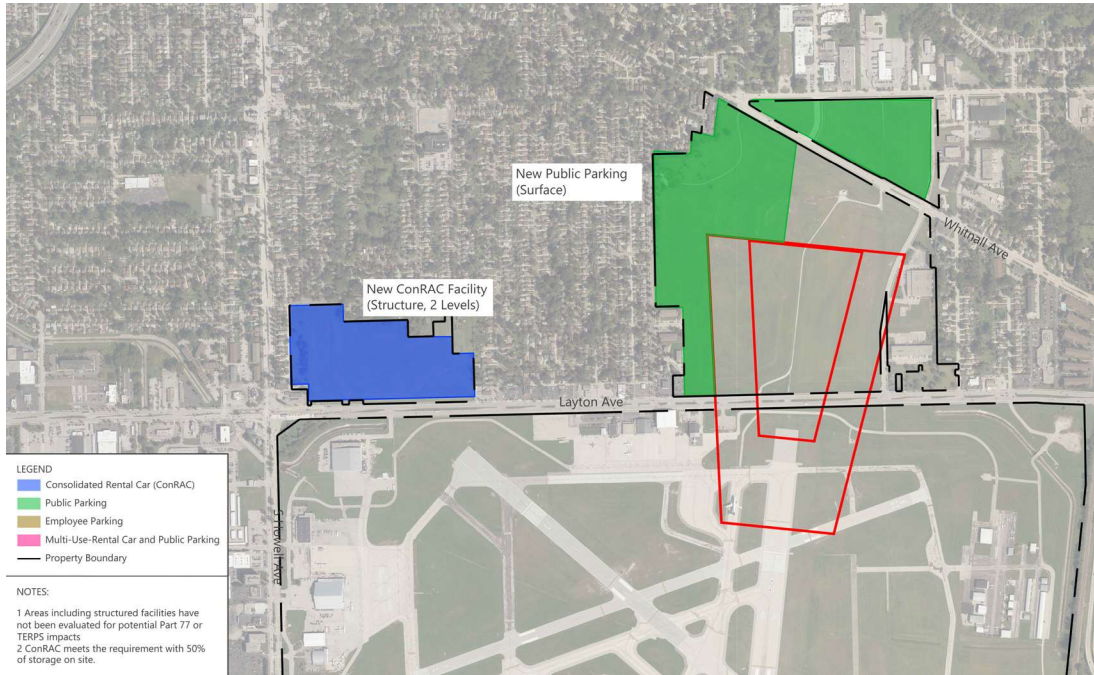 New Public Parking
(Surface)
Whitnall Ave
New ConRAC Facility
(Structure, 2 Levels)
Layton Ave
S Howell Ave
LEGEND
Consolidated Rental Car (ConRAC)
Public Parking
Employee Parking
Multi-Use-Rental Car and Public Parking
Property Boundary
NOTES:
1 Areas including structured facilities have
not been evaluated for potential Part 77 or
TERPS impacts
2 ConRAC meets the requirement with 50%
of storage on site.